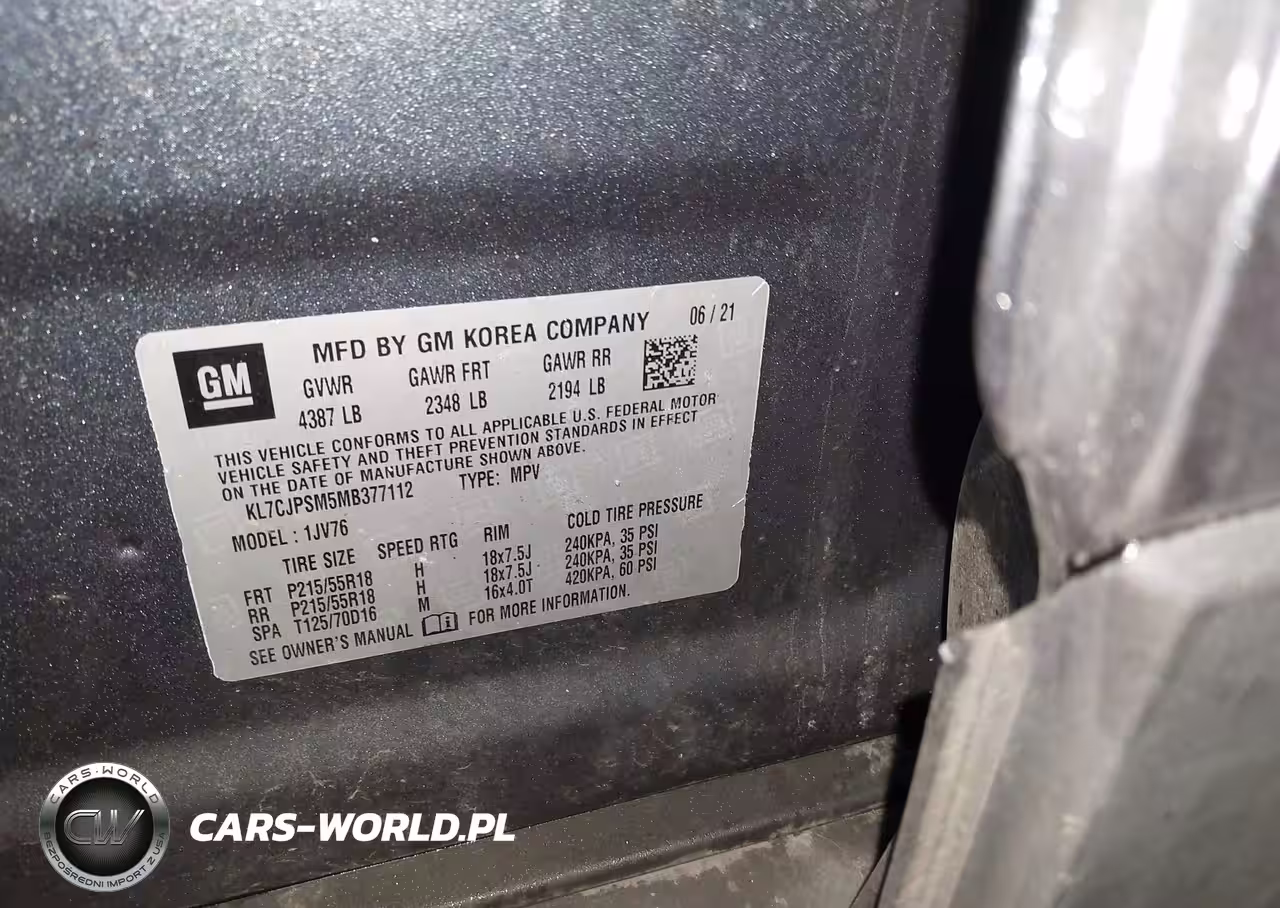 GM
MFD BY GM KOREA COMPANY 06 / 21
GVWR GAWR FRT GAWR RR
4387 LB 2348 LB 2194 LB
THIS VEHICLE CONFORMS TO ALL APPLICABLE U.S. FEDERAL MOTOR
VEHICLE SAFETY AND THEFT PREVENTION STANDARDS IN EFFECT
ON THE DATE OF MANUFACTURE SHOWN ABOVE.
KL7CJPSM5MB377112 TYPE: MPV
MODEL : 1JV76
TIRE SIZE SPEED RTG RIM COLD TIRE PRESSURE
FRT P215/55R18 H 18x7.5J 240KPA, 35 PSI
RR P215/55R18 H 18x7.5J 240KPA, 35 PSI
SPA T125/70D16 M 16x4.0T 420KPA, 60 PSI
SEE OWNER'S MANUAL FOR MORE INFORMATION.
CARS-WORLD
CW
BEZPOŚREDNI IMPORT Z USA
CARS-WORLD.PL